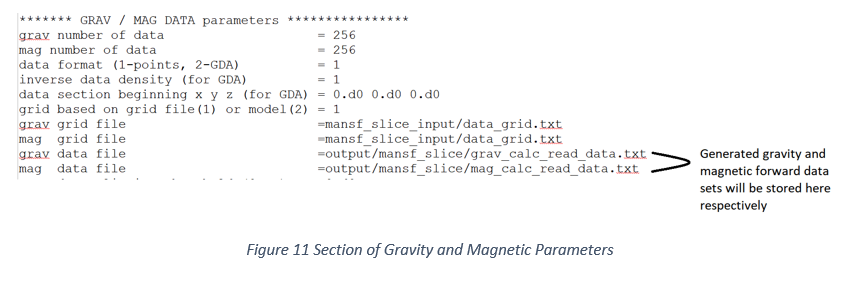 ******* GRAV / MAG DATA parameters ****************
grav number of data = 256
mag number of data = 256
data format (1-points, 2-GDA) = 1
inverse data density (for GDA) = 1
data section beginning x y z (for GDA) = 0.d0 0.d0 0.d0
grid based on grid file(1) or model(2) = 1
grav grid file =mansf_slice_input/data_grid.txt
mag grid file =mansf_slice_input/data_grid.txt
grav data file =output/mansf_slice/grav_calc_read_data.txt
mag data file =output/mansf_slice/mag_calc_read_data.txt
Generated gravity and
magnetic forward data
sets will be stored here
respectively
Figure 11 Section of Gravity and Magnetic Parameters